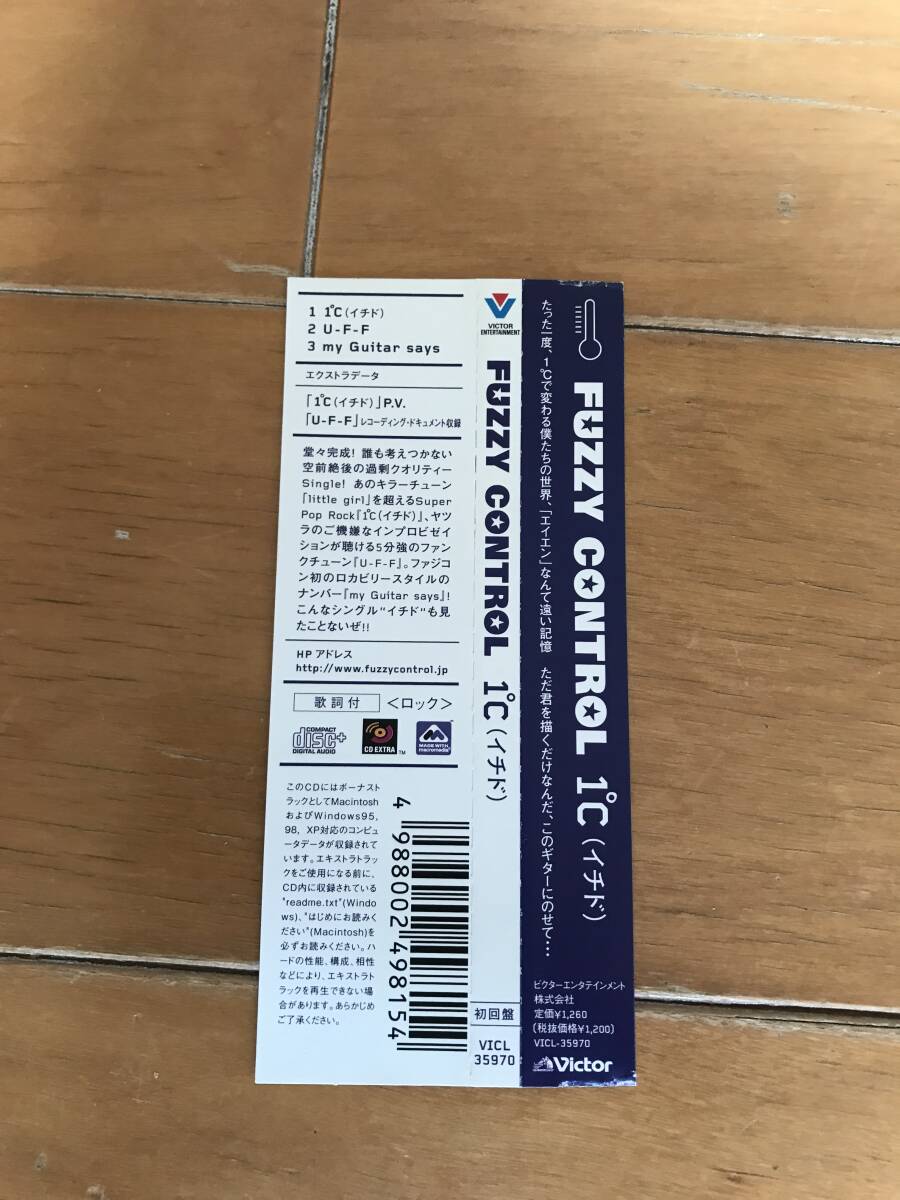 1 1℃(イチド)
2 U-F-F
3 my Guitar says
エクストラデータ
「1℃(イチド)」P.V.
「U-F-F」レコーディング・ドキュメント収録
堂々完成! 誰も考えつかない
空前絶後の過剰クオリティー
Single! あのキラーチューン
「little girl」を超えるSuper
Pop Rock『1℃(イチド)』、ヤツ
ラのご機嫌なインプロビゼイ
ションが聴ける5分強のファン
クチューン『U-F-F』。ファジコ
ン初のロカビリースタイルの
ナンバー『my Guitar says』!
こんなシングル"イチド"も見
たことないぜ!!
HP アドレス
http://www.fuzzycontrol.jp
歌詞付 <ロック>
COMPACT disc+ DIGITAL AUDIO
CD EXTRA TM
MADE WITH macromedia
このCDにはボーナスト
ラックとしてMacintosh
およびWindows95,
98, XP対応のコンピュ
ータデータが収録されて
います。エキストラトラッ
クをご使用になる前に、
CD内に収録されている
"readme.txt"(Windo
ws)、"はじめにお読みく
ださい"(Macintosh)を
必ずお読みください。ハ
ードの性能、構成、相性
などにより、エキストラト
ラックを再生できない場
合があります。あらかじめ
ご了承ください。
4 988002 498154
VICTOR
ENTERTAINMENT
FUZZY CONTROL 1℃(イチド)
初回盤
VICL
35970
たった一度、1℃で変わる僕たちの世界、「エイエン」なんて遠い記憶 ただ君を描くだけなんだ、このギターにのせて…
FUZZY CONTROL 1℃(イチド)
ビクターエンタテインメント
株式会社
定価¥1,260
(税抜価格¥1,200)
VICL-35970
Victor